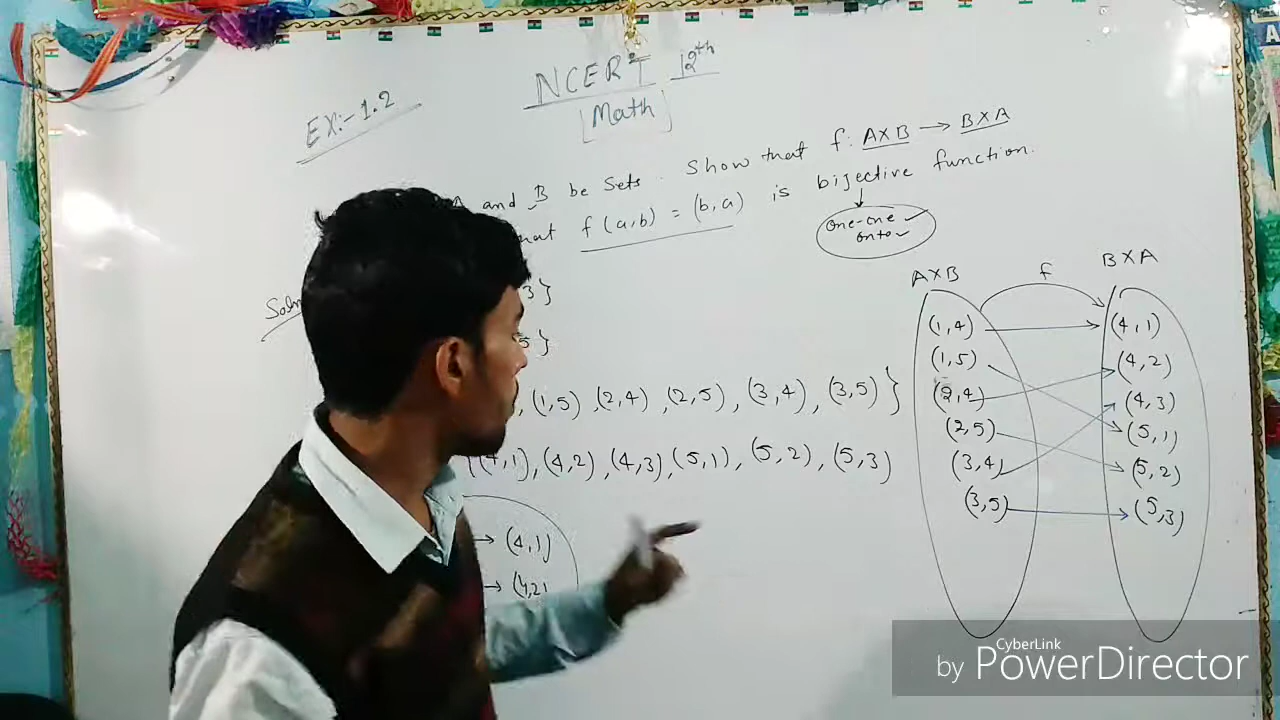 EX:- 1.2
NCERT 12th
[Math]
A and B be Sets. Show that f: A×B → B×A
that f(a,b) = (b,a) is bijective function.
one-one ✓
onto ✓
Soln
3}
5}
, (1,5), (2,4), (2,5), (3,4), (3,5)}
{(4,1), (4,2), (4,3), (5,1), (5,2), (5,3)
→ (4,1)
→ (4,2)
A×B f B×A
(1,4) (4,1)
(1,5) (4,2)
(2,4) (4,3)
(2,5) (5,1)
(3,4) (5,2)
(3,5) (5,3)
CyberLink
by PowerDirector